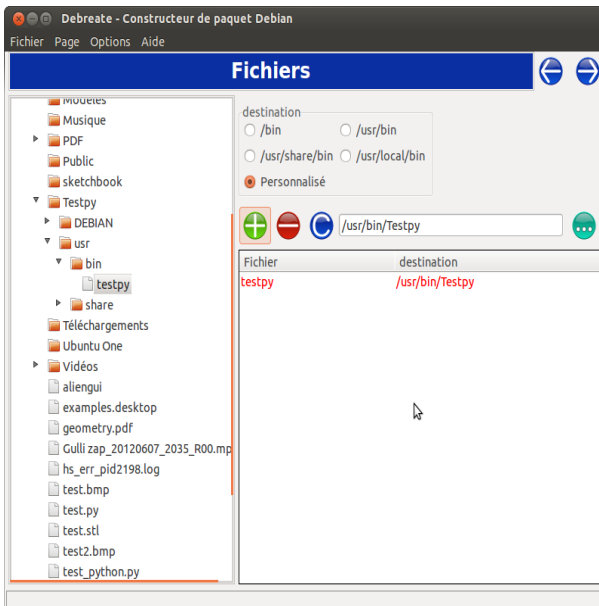 Debreate - Constructeur de paquet Debian
Fichier Page Options Aide
Fichiers
Modèles
Musique
PDF
Public
sketchbook
Testpy
DEBIAN
usr
bin
testpy
share
Téléchargements
Ubuntu One
Vidéos
aliengui
examples.desktop
geometry.pdf
Gulli zap_20120607_2035_R00.mp
hs_err_pid2198.log
test.bmp
test.py
test.stl
test2.bmp
test_python.py
destination
/bin /usr/bin
/usr/share/bin /usr/local/bin
Personnalisé
/usr/bin/Testpy
Fichier destination
testpy /usr/bin/Testpy